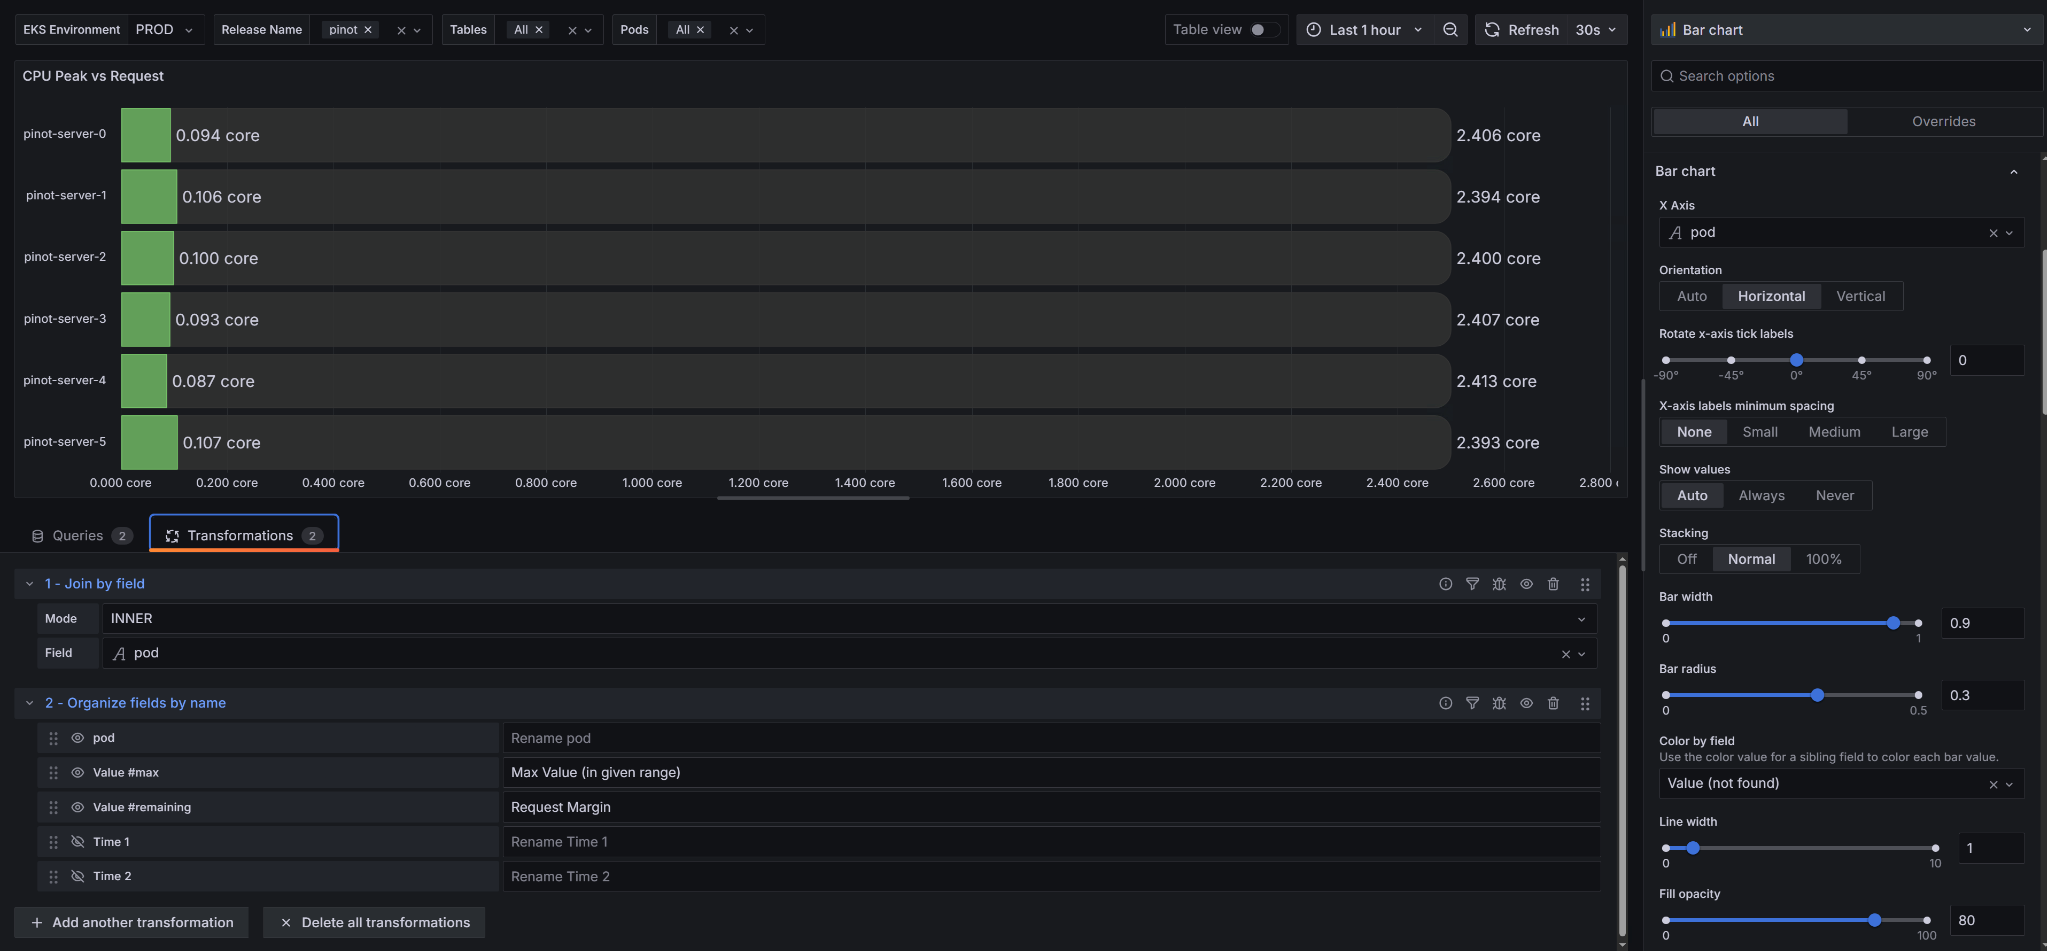 EKS Environment PROD Release Name pinot Tables All Pods All Table view Last 1 hour Refresh 30s
CPU Peak vs Request
pinot-server-0 0.094 core 2.406 core
pinot-server-1 0.106 core 2.394 core
pinot-server-2 0.100 core 2.400 core
pinot-server-3 0.093 core 2.407 core
pinot-server-4 0.087 core 2.413 core
pinot-server-5 0.107 core 2.393 core
0.000 core 0.200 core 0.400 core 0.600 core 0.800 core 1.000 core 1.200 core 1.400 core 1.600 core 1.800 core 2.000 core 2.200 core 2.400 core 2.600 core 2.800
Queries 2 Transformations 2
1 - Join by field
Mode INNER
Field pod
2 - Organize fields by name
pod Rename pod
Value #max Max Value (in given range)
Value #remaining Request Margin
Time 1 Rename Time 1
Time 2 Rename Time 2
Add another transformation Delete all transformations
Bar chart
Search options
All Overrides
Bar chart
X Axis
pod
Orientation
Auto Horizontal Vertical
Rotate x-axis tick labels
0
-90° -45° 0° 45° 90°
X-axis labels minimum spacing
None Small Medium Large
Show values
Auto Always Never
Stacking
Off Normal 100%
Bar width
0.9
0 1
Bar radius
0.3
0 0.5
Color by field
Use the color value for a sibling field to color each bar value.
Value (not found)
Line width
1
0 10
Fill opacity
80
0 100